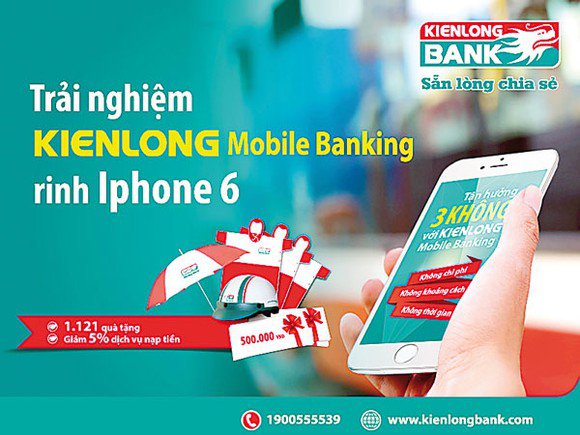 KIENLONG
BANK
Sẵn lòng chia sẻ
Trải nghiệm
KIENLONG Mobile Banking
rinh Iphone 6
Tận hưởng
3 KHÔNG
với KIENLONG
Mobile Banking
Không chi phí
Không khoảng cách
Không thời gian
1.121 quà tặng
Giảm 5% dịch vụ nạp tiền
500.000 VNĐ
1900555539
www.kienlongbank.com